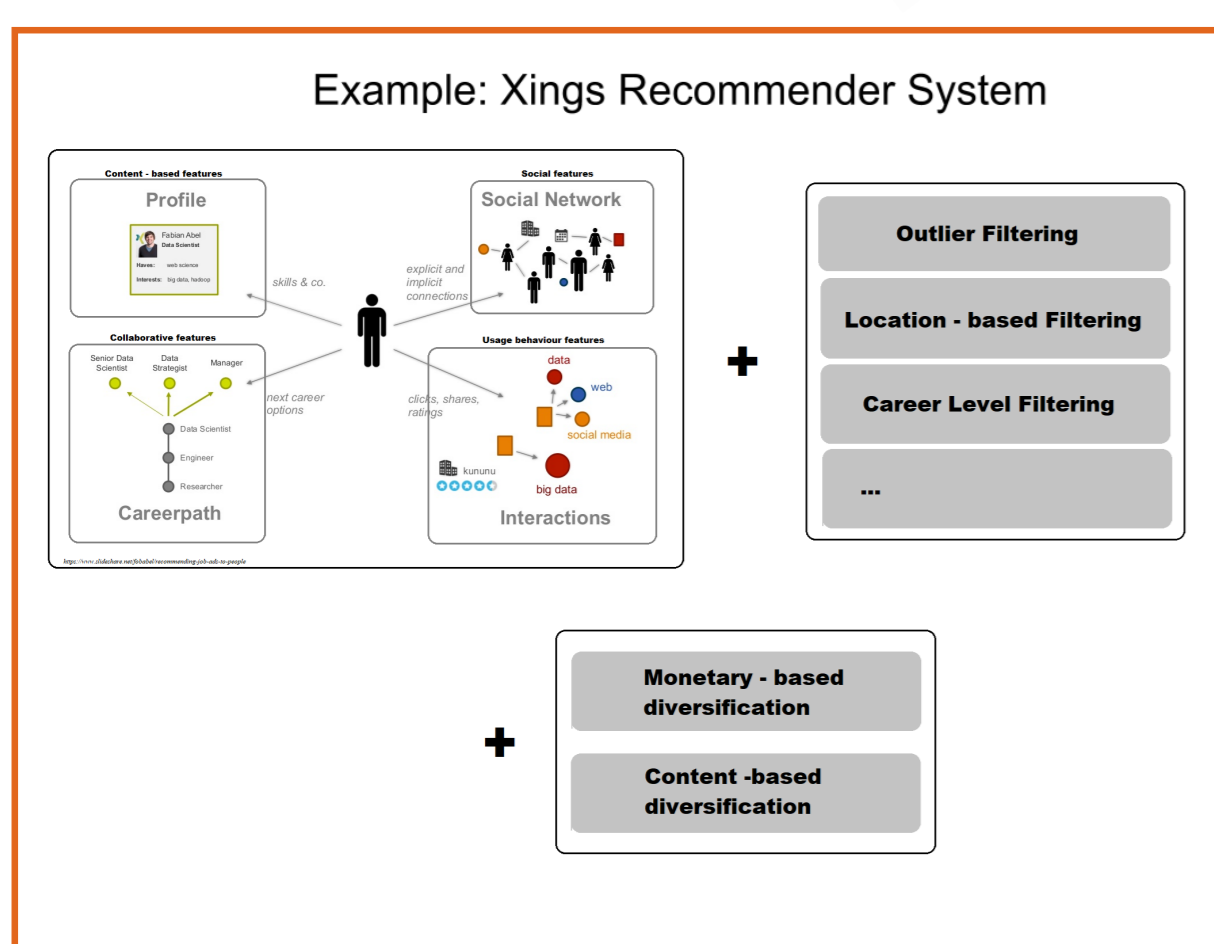 Example: Xings Recommender System
Content - based features
Profile
Fabian Abel
Data Scientist
Haves: web science
Interests: big data, hadoop
skills & co.
Social features
Social Network
explicit and
implicit
connections
Collaborative features
Senior Data
Scientist
Data
Strategist
Manager
Data Scientist
Engineer
Researcher
Careerpath
next career
options
Usage behaviour features
data
web
social media
clicks, shares,
ratings
kununu
big data
Interactions
https://www.slideshare.net/fabahel/recommending-job-ads-to-people
+
Outlier Filtering
Location - based Filtering
Career Level Filtering
...
+
Monetary - based
diversification
Content -based
diversification